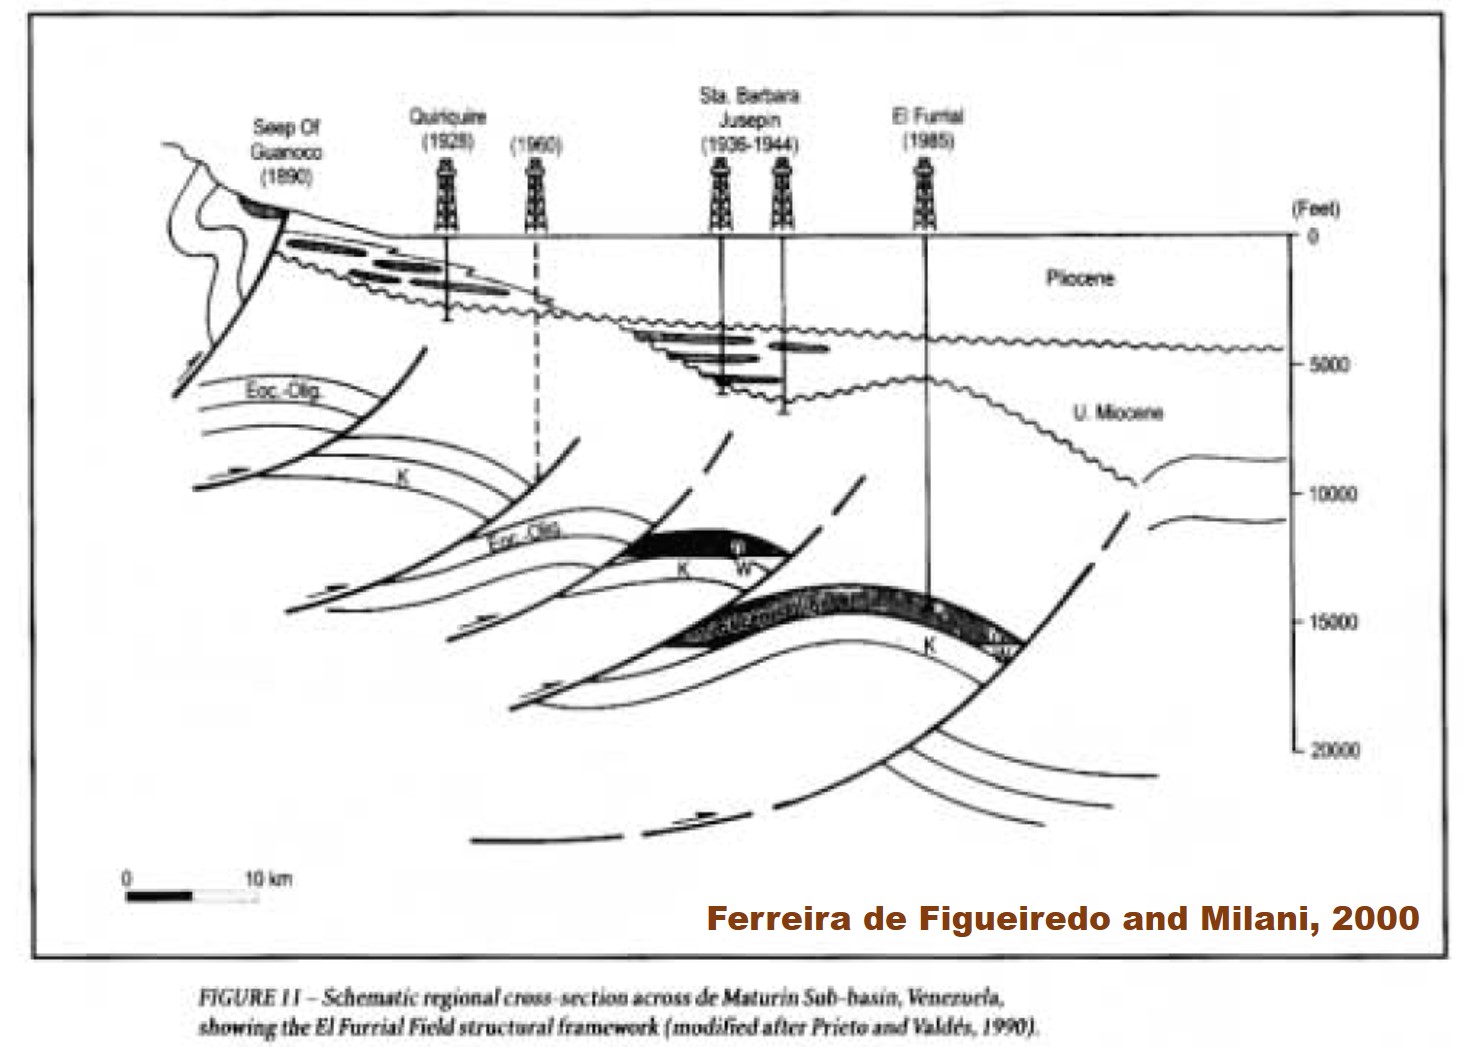 Seep Of
Guanoco
(1890)
Quiriquire
(1928)
(1960)
Sta. Barbara
Jusepin
(1936-1944)
El Furrial
(1985)
(Feet)
0
Pliocene
5000
Eoc.-Olig.
U. Miocene
K
10000
Eoc.-Olig.
K
W
15000
K
20000
0
10 km
Ferreira de Figueiredo and Milani, 2000
FIGURE 11 – Schematic regional cross-section across de Maturin Sub-basin, Venezuela,
showing the El Furrial Field structural framework (modified after Prieto and Valdés, 1990).